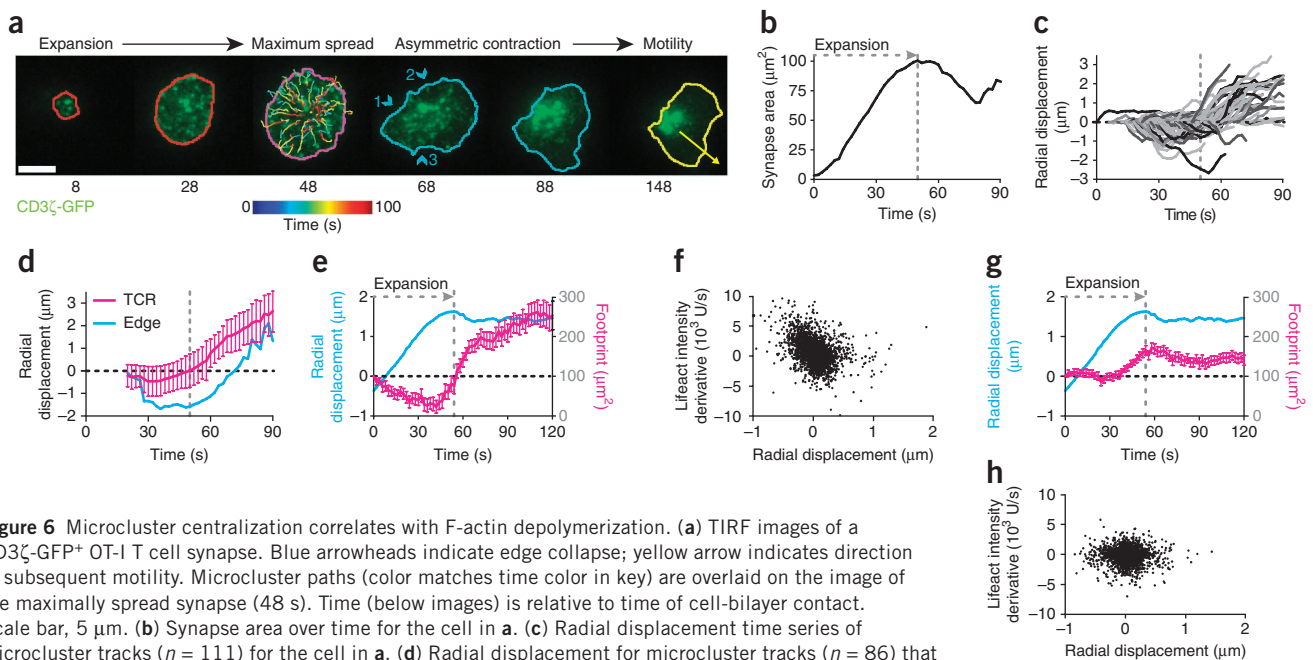 a
Expansion
Maximum spread
Asymmetric contraction
Motility
1
2
3
8
28
48
68
88
148
CD3ζ-GFP
0
100
Time (s)
b
Expansion
Synapse area (μm²)
100
75
50
25
0
0 30 60 90
Time (s)
c
Radial displacement (μm)
3
2
1
0
−1
−2
−3
0 30 60 90
Time (s)
d
TCR
Edge
Radial displacement (μm)
3
2
1
0
−1
−2
0 30 60 90
Time (s)
e
Expansion
Radial displacement (μm)
2
1
0
−1
Footprint (μm²)
300
200
100
0
0 30 60 90 120
Time (s)
f
Lifeact intensity derivative (10³ U/s)
10
5
0
−5
−10
−1 0 1 2
Radial displacement (μm)
g
Expansion
Radial displacement (μm)
2
1
0
−1
Footprint (μm²)
300
200
100
0
0 30 60 90 120
Time (s)
h
Lifeact intensity derivative (10³ U/s)
10
5
0
−5
−10
−1 0 1 2
Radial displacement (μm)
gure 6 Microcluster centralization correlates with F-actin depolymerization. (a) TIRF images of a
D3ζ-GFP⁺ OT-I T cell synapse. Blue arrowheads indicate edge collapse; yellow arrow indicates direction
subsequent motility. Microcluster paths (color matches time color in key) are overlaid on the image of
e maximally spread synapse (48 s). Time (below images) is relative to time of cell-bilayer contact.
cale bar, 5 μm. (b) Synapse area over time for the cell in a. (c) Radial displacement time series of
icrocluster tracks (n = 111) for the cell in a. (d) Radial displacement for microcluster tracks (n = 86) that